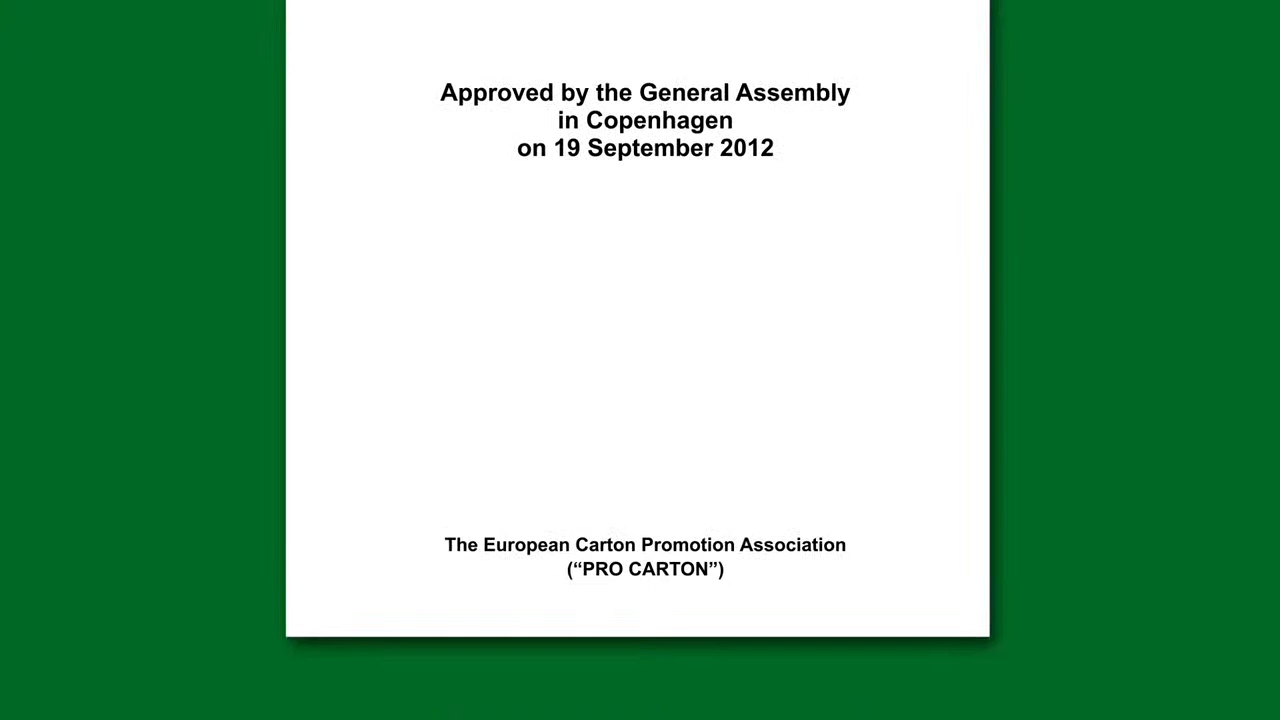 Approved by the General Assembly
in Copenhagen
on 19 September 2012
The European Carton Promotion Association
(“PRO CARTON”)